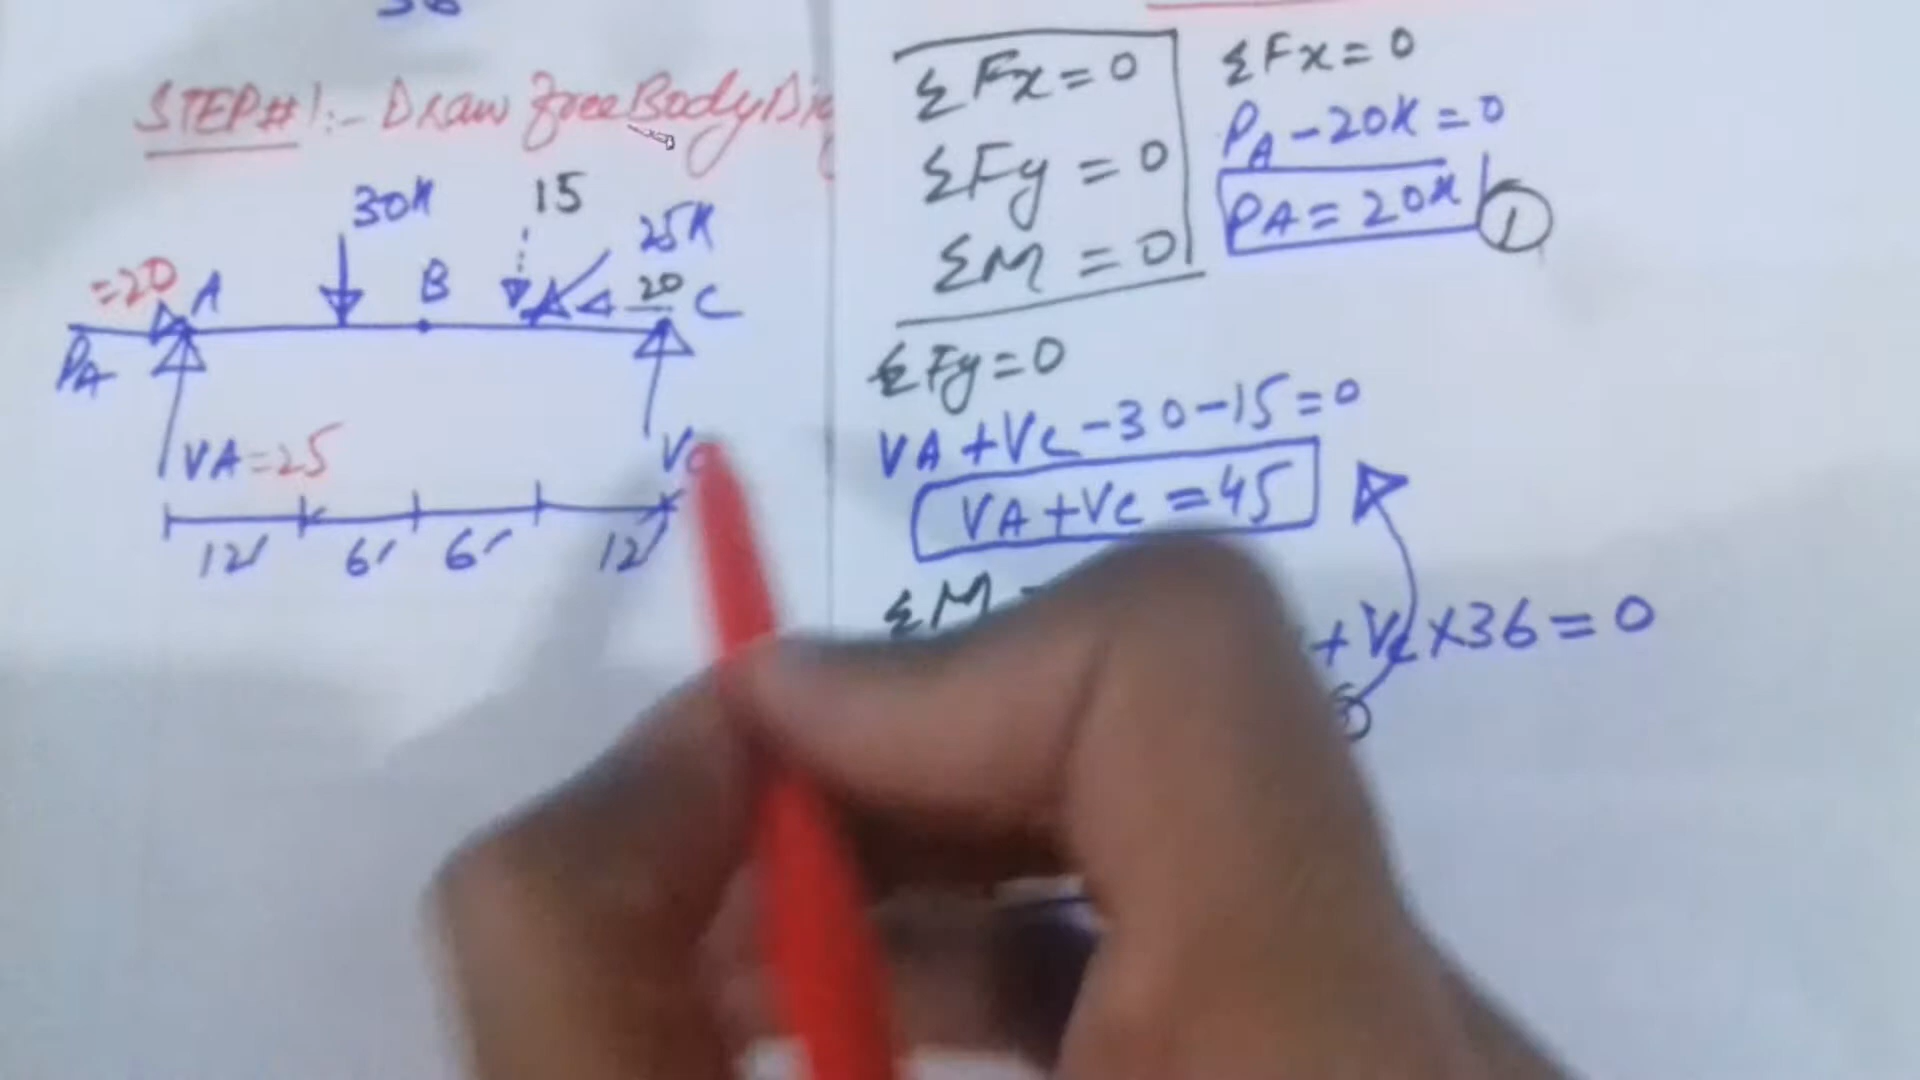 STEP#1:- Draw Free Body
30K
15
25K
=20
A
B
20
C
PA
VA=25
12'
6'
6'
12'
ΣFx=0
ΣFy=0
ΣM=0
ΣFx=0
PA-20K=0
PA=20K
1
ΣFy=0
VA+VC-30-15=0
VA+VC=45
ΣM
+VC×36=0